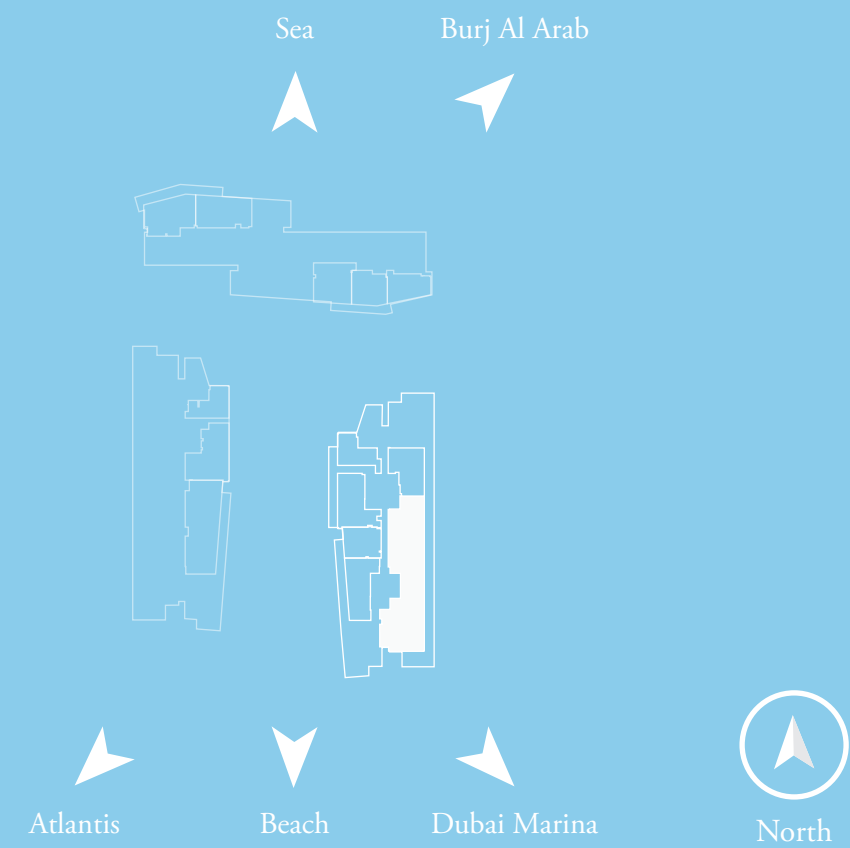 Sea
Burj Al Arab
Atlantis
Beach
Dubai Marina
North